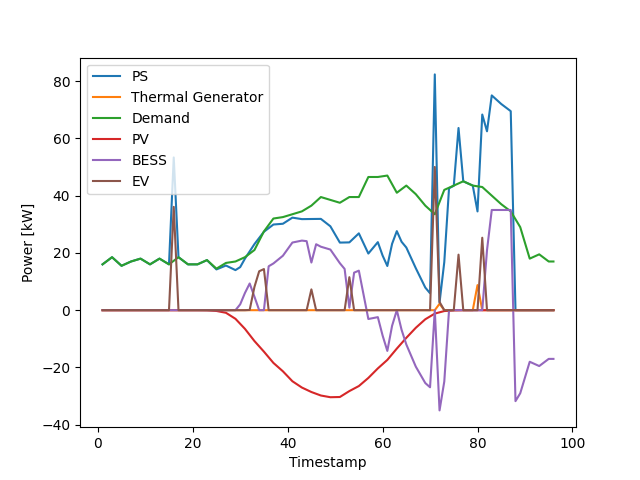 PS
Thermal Generator
Demand
PV
BESS
EV
Power [kW]
80
60
40
20
0
−20
−40
0 20 40 60 80 100
Timestamp